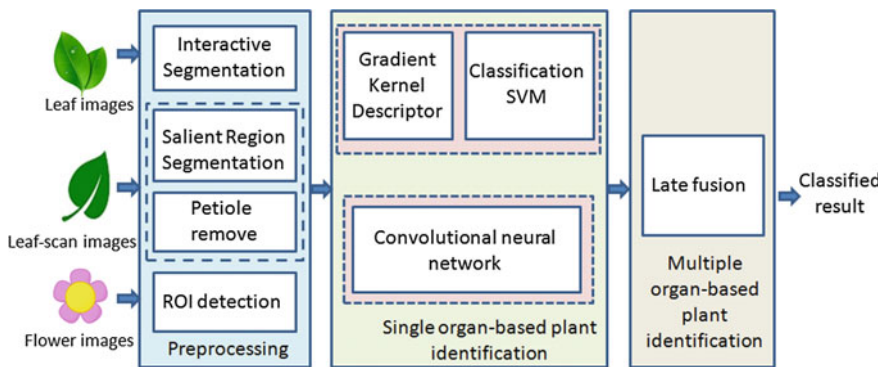 Leaf images
Leaf-scan images
Flower images
Interactive
Segmentation
Salient Region
Segmentation
Petiole
remove
ROI detection
Preprocessing
Gradient
Kernel
Descriptor
Classification
SVM
Convolutional neural
network
Single organ-based plant
identification
Late fusion
Multiple
organ-based
plant
identification
Classified
result